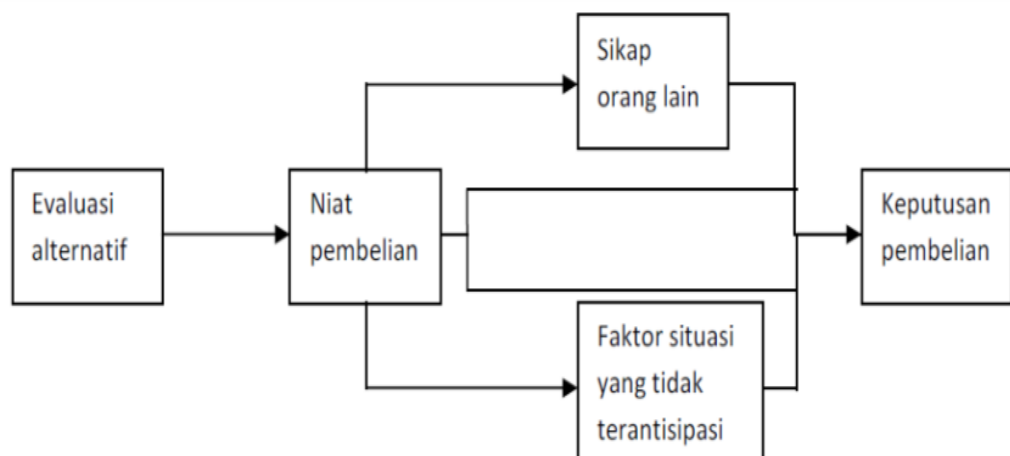 Evaluasi
alternatif
Niat
pembelian
Sikap
orang lain
Faktor situasi
yang tidak
terantisipasi
Keputusan
pembelian